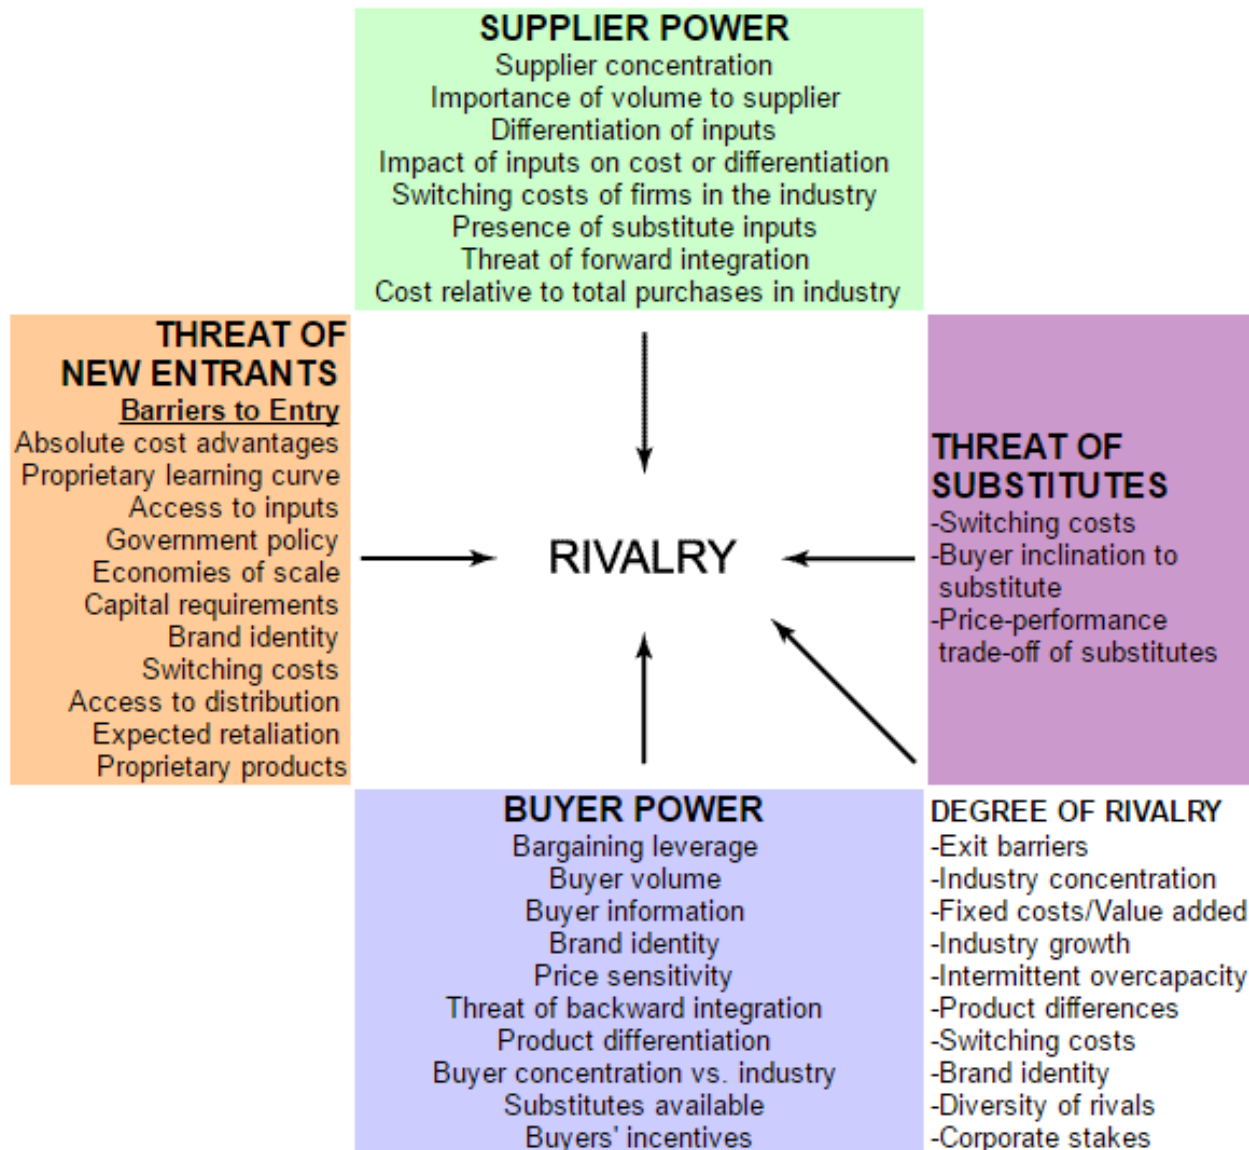 SUPPLIER POWER
Supplier concentration
Importance of volume to supplier
Differentiation of inputs
Impact of inputs on cost or differentiation
Switching costs of firms in the industry
Presence of substitute inputs
Threat of forward integration
Cost relative to total purchases in industry
THREAT OF
NEW ENTRANTS
Barriers to Entry
Absolute cost advantages
Proprietary learning curve
Access to inputs
Government policy
Economies of scale
Capital requirements
Brand identity
Switching costs
Access to distribution
Expected retaliation
Proprietary products
RIVALRY
THREAT OF
SUBSTITUTES
-Switching costs
-Buyer inclination to
substitute
-Price-performance
trade-off of substitutes
BUYER POWER
Bargaining leverage
Buyer volume
Buyer information
Brand identity
Price sensitivity
Threat of backward integration
Product differentiation
Buyer concentration vs. industry
Substitutes available
Buyers' incentives
DEGREE OF RIVALRY
-Exit barriers
-Industry concentration
-Fixed costs/Value added
-Industry growth
-Intermittent overcapacity
-Product differences
-Switching costs
-Brand identity
-Diversity of rivals
-Corporate stakes